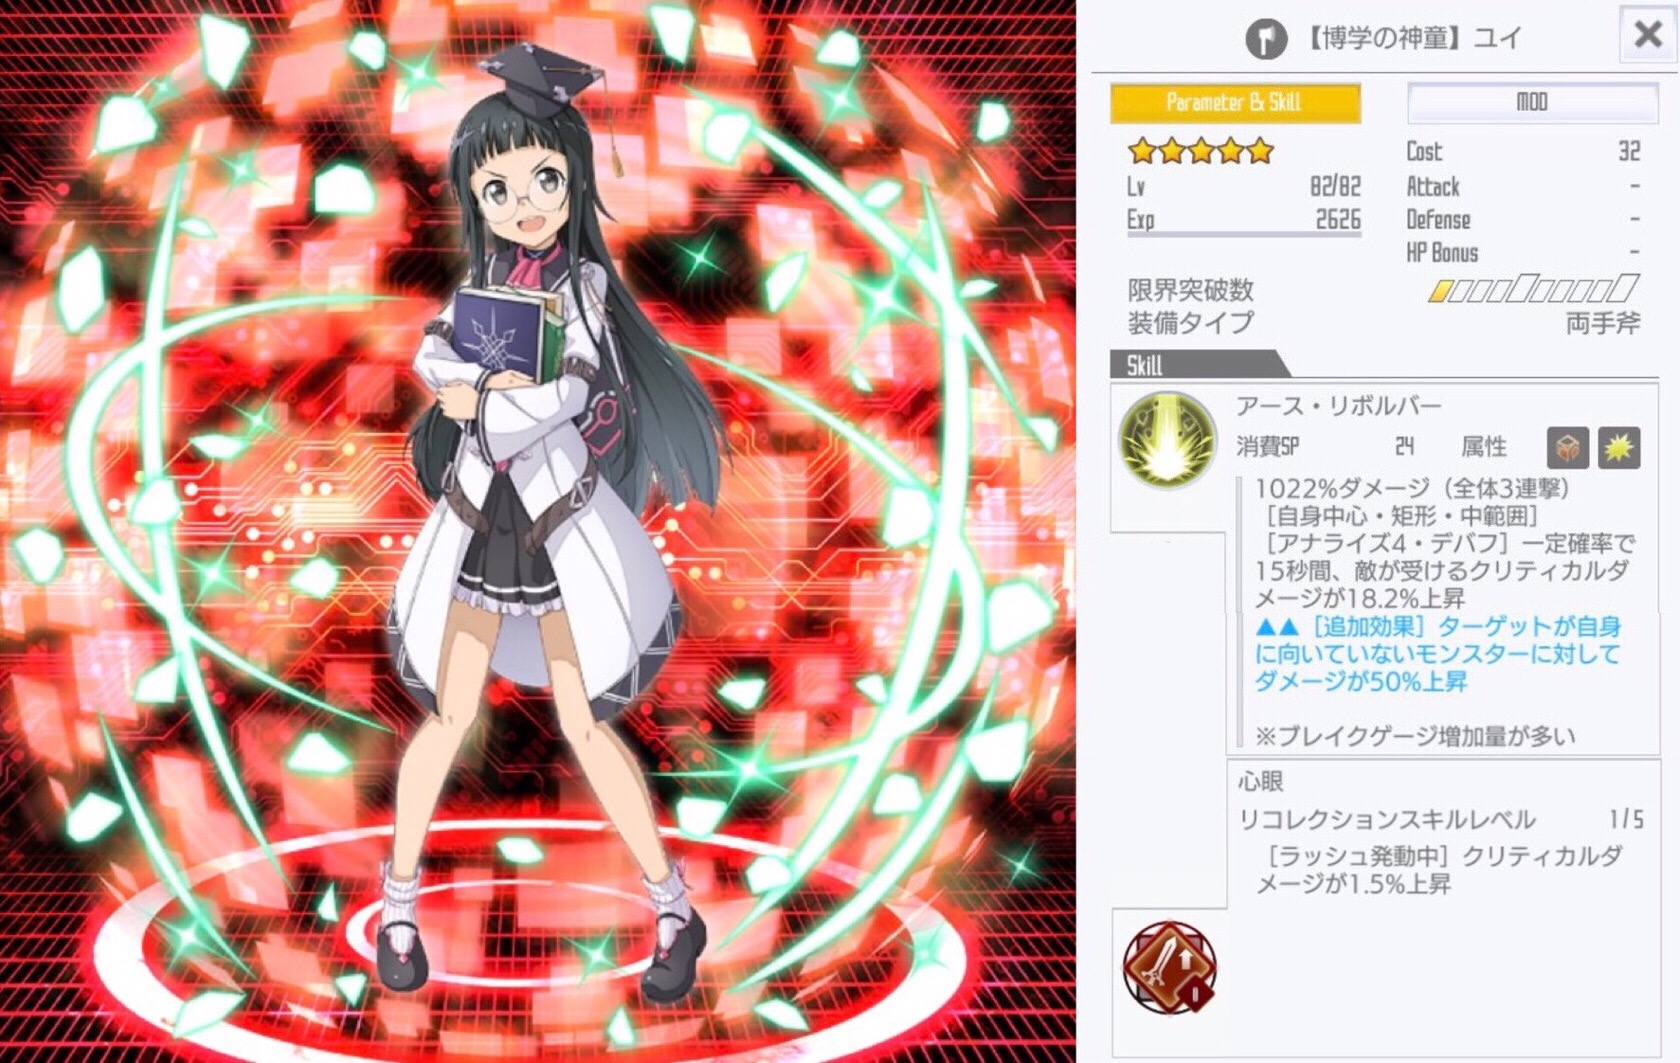 【博学の神童】ユイ
Parameter & Skill
MOD
Lv 82/82
Exp 2626
Cost 32
Attack -
Defense -
HP Bonus -
限界突破数
装備タイプ 両手斧
Skill
アース・リボルバー
消費SP 24 属性
1022%ダメージ（全体3連撃）
［自身中心・矩形・中範囲］
［アナライズ4・デバフ］一定確率で
15秒間、敵が受けるクリティカルダ
メージが18.2%上昇
▲▲［追加効果］ターゲットが自身
に向いていないモンスターに対して
ダメージが50%上昇
※ブレイクゲージ増加量が多い
心眼
リコレクションスキルレベル 1/5
［ラッシュ発動中］クリティカルダ
メージが1.5%上昇
I